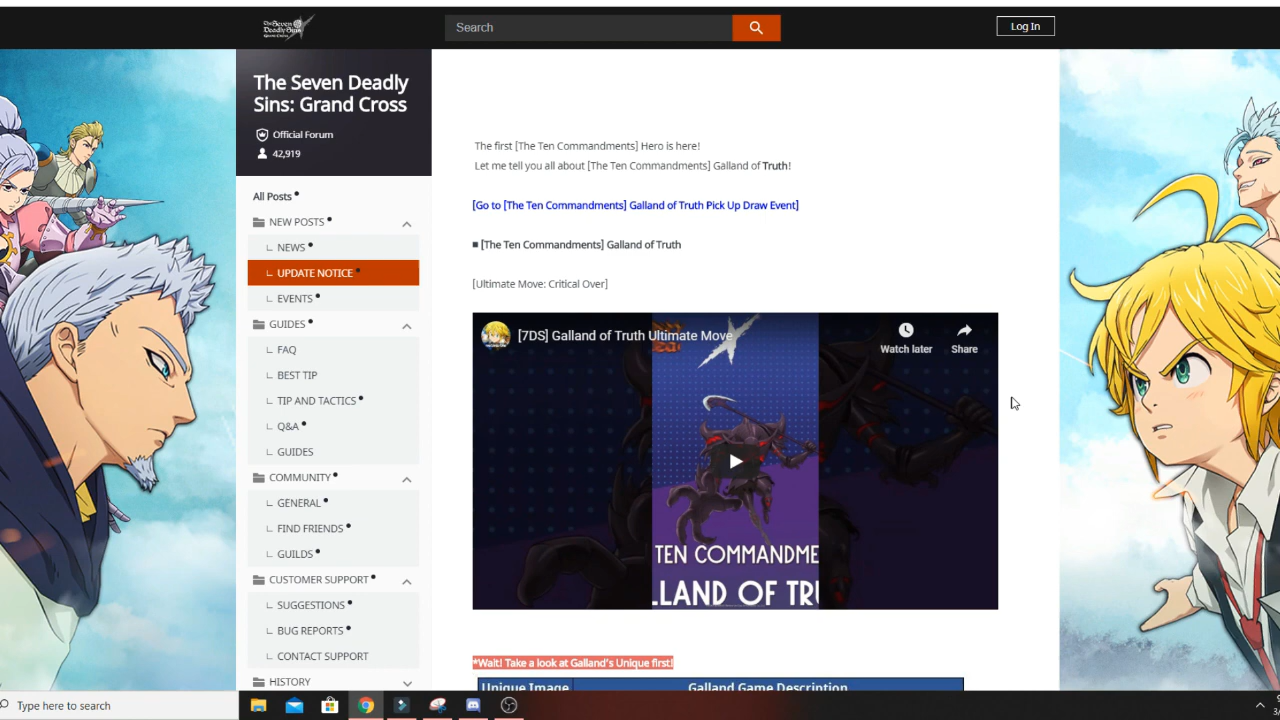 The Seven
Deadly Sins
Search
Log In
The Seven Deadly
Sins: Grand Cross
Official Forum
42,919
All Posts
NEW POSTS
NEWS
UPDATE NOTICE
EVENTS
GUIDES
FAQ
BEST TIP
TIP AND TACTICS
Q&A
GUIDES
COMMUNITY
GENERAL
FIND FRIENDS
GUILDS
CUSTOMER SUPPORT
SUGGESTIONS
BUG REPORTS
CONTACT SUPPORT
HISTORY
The first [The Ten Commandments] Hero is here!
Let me tell you all about [The Ten Commandments] Galland of Truth!
[Go to [The Ten Commandments] Galland of Truth Pick Up Draw Event]
■ [The Ten Commandments] Galland of Truth
[Ultimate Move: Critical Over]
[7DS] Galland of Truth Ultimate Move
Watch later
Share
TEN COMMANDME
LLAND OF TRU
*Wait! Take a look at Galland's Unique first!
Unique Image Galland Game Description
Type here to search